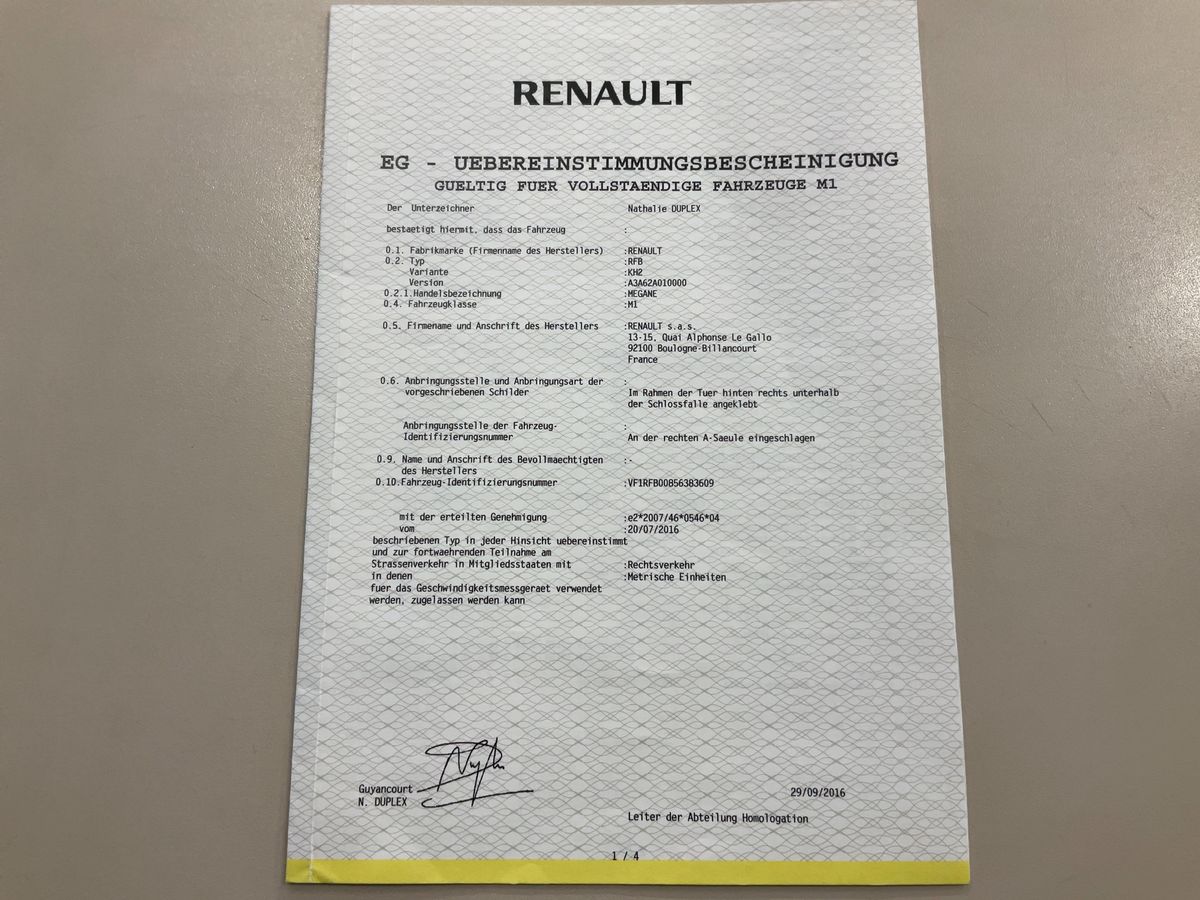 RENAULT
EG - UEBEREINSTIMMUNGSBESCHEINIGUNG
GUELTIG FUER VOLLSTAENDIGE FAHRZEUGE M1
Der Unterzeichner Nathalie DUPLEX
bestaetigt hiermit, dass das Fahrzeug :
0.1. Fabrikmarke (Firmenname des Herstellers) :RENAULT
0.2. Typ :RFB
Variante :KH2
Version :A3A62A010000
0.2.1.Handelsbezeichnung :MEGANE
0.4. Fahrzeugklasse :M1
0.5. Firmename und Anschrift des Herstellers :RENAULT s.a.s.
13-15, Quai Alphonse Le Gallo
92100 Boulogne-Billancourt
France
0.6. Anbringungsstelle und Anbringungsart der :
vorgeschriebenen Schilder Im Rahmen der Tuer hinten rechts unterhalb
der Schlossfalle angeklebt
Anbringungsstelle der Fahrzeug- :
Identifizierungsnummer An der rechten A-Saeule eingeschlagen
0.9. Name und Anschrift des Bevollmaechtigten :-
des Herstellers
0.10.Fahrzeug-Identifizierungsnummer :VF1RFB00856383609
mit der erteilten Genehmigung :e2*2007/46*0546*04
vom :20/07/2016
beschriebenen Typ in jeder Hinsicht uebereinstimmt
und zur fortwaehrenden Teilnahme am
Strassenverkehr in Mitgliedsstaaten mit :Rechtsverkehr
in denen :Metrische Einheiten
fuer das Geschwindigkeitsmessgeraet verwendet
werden, zugelassen werden kann
Guyancourt 29/09/2016
N. DUPLEX
Leiter der Abteilung Homologation
1 / 4